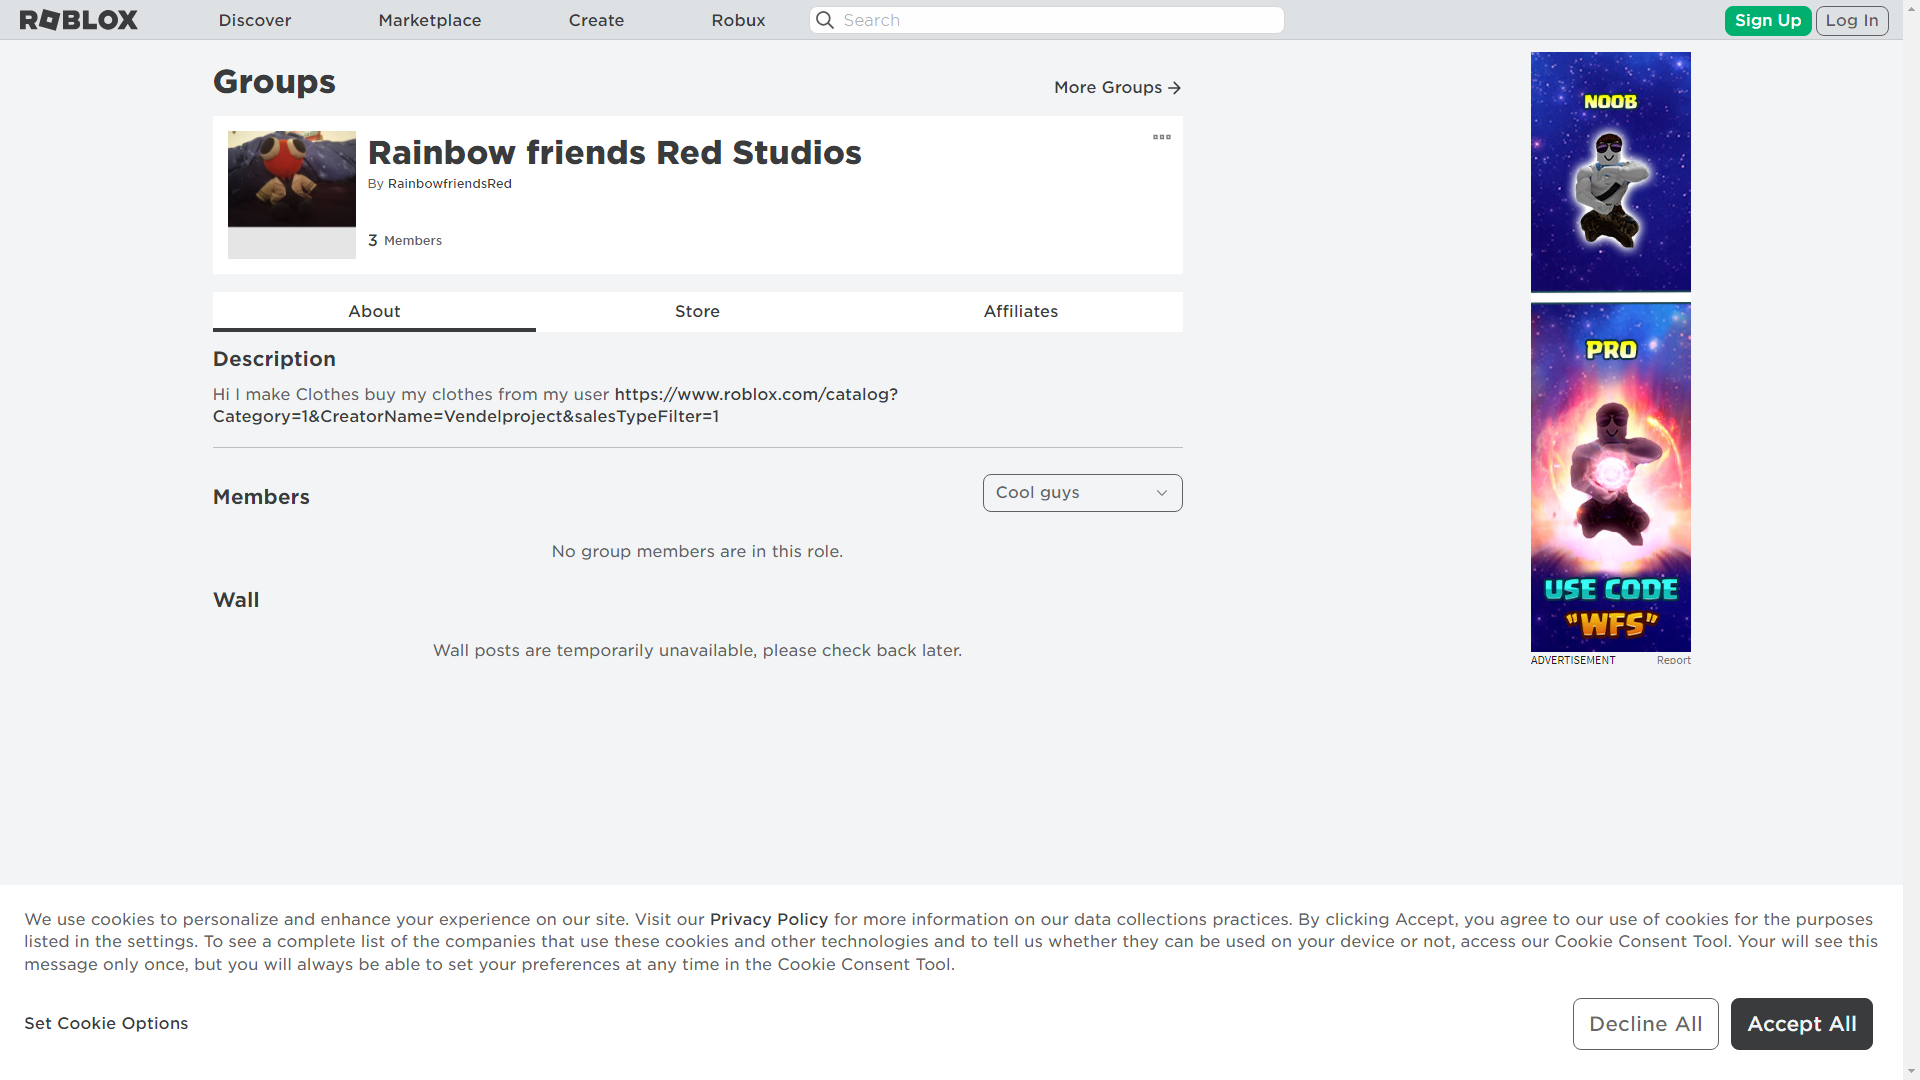 ROBLOX
Discover
Marketplace
Create
Robux
Search
Sign Up
Log In
Groups
More Groups
Rainbow friends Red Studios
By RainbowfriendsRed
3 Members
About
Store
Affiliates
Description
Hi I make Clothes buy my clothes from my user https://www.roblox.com/catalog?
Category=1&CreatorName=Vendelproject&salesTypeFilter=1
Members
Cool guys
No group members are in this role.
Wall
Wall posts are temporarily unavailable, please check back later.
NOOB
PRO
USE CODE
"WFS"
ADVERTISEMENT
Report
We use cookies to personalize and enhance your experience on our site. Visit our Privacy Policy for more information on our data collections practices. By clicking Accept, you agree to our use of cookies for the purposes
listed in the settings. To see a complete list of the companies that use these cookies and other technologies and to tell us whether they can be used on your device or not, access our Cookie Consent Tool. Your will see this
message only once, but you will always be able to set your preferences at any time in the Cookie Consent Tool.
Set Cookie Options
Decline All
Accept All